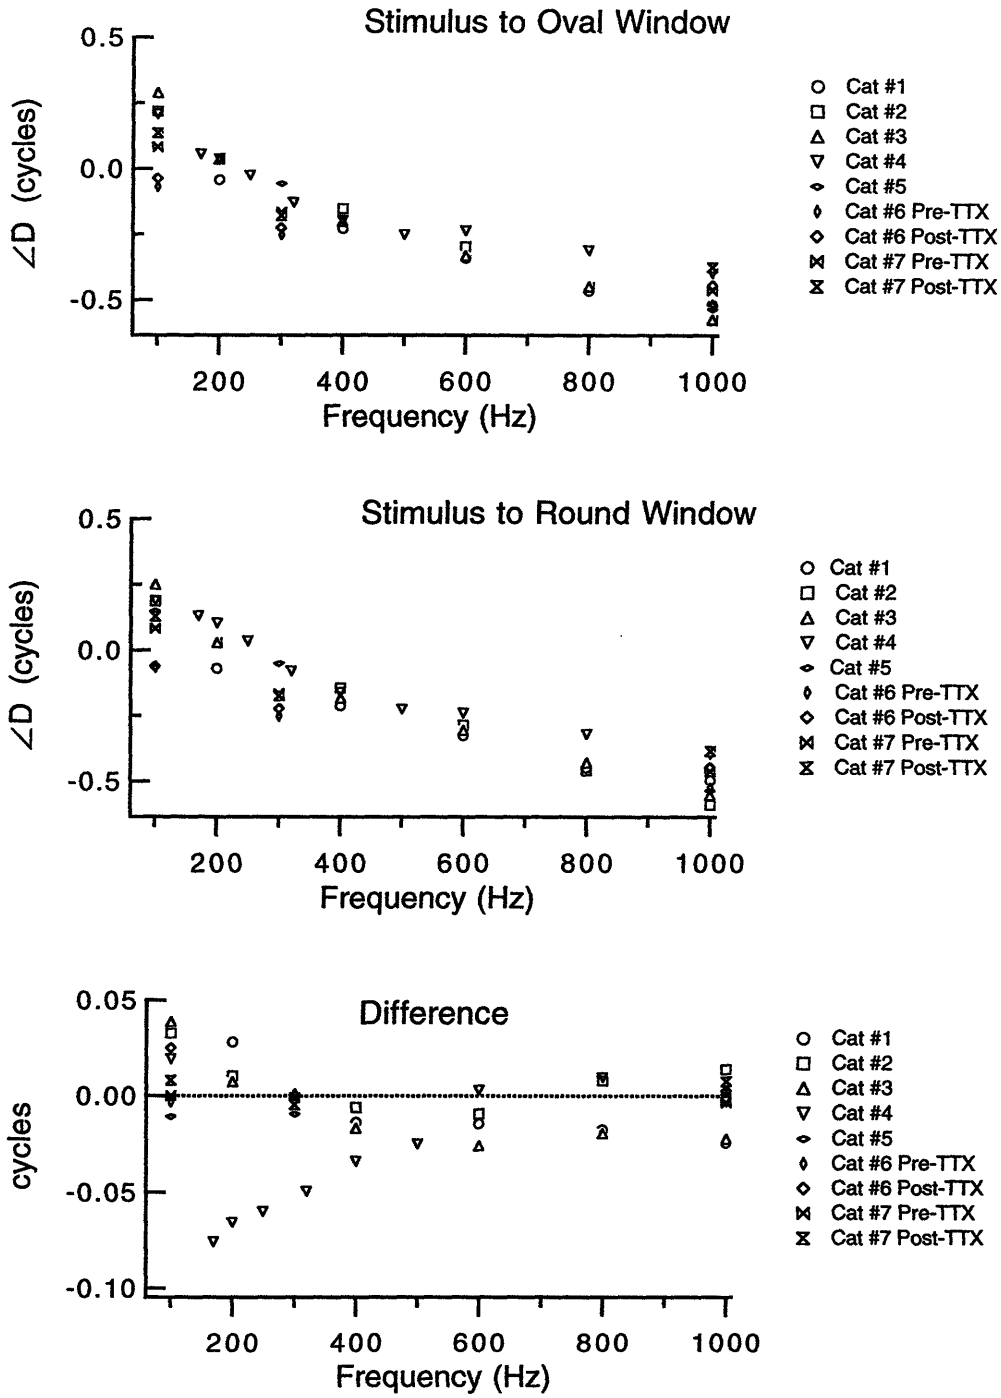 Stimulus to Oval Window
0.5
0.0
-0.5
∠D (cycles)
200 400 600 800 1000
Frequency (Hz)
Cat #1
Cat #2
Cat #3
Cat #4
Cat #5
Cat #6 Pre-TTX
Cat #6 Post-TTX
Cat #7 Pre-TTX
Cat #7 Post-TTX
Stimulus to Round Window
0.5
0.0
-0.5
∠D (cycles)
200 400 600 800 1000
Frequency (Hz)
Cat #1
Cat #2
Cat #3
Cat #4
Cat #5
Cat #6 Pre-TTX
Cat #6 Post-TTX
Cat #7 Pre-TTX
Cat #7 Post-TTX
Difference
0.05
0.00
-0.05
-0.10
cycles
200 400 600 800 1000
Frequency (Hz)
Cat #1
Cat #2
Cat #3
Cat #4
Cat #5
Cat #6 Pre-TTX
Cat #6 Post-TTX
Cat #7 Pre-TTX
Cat #7 Post-TTX